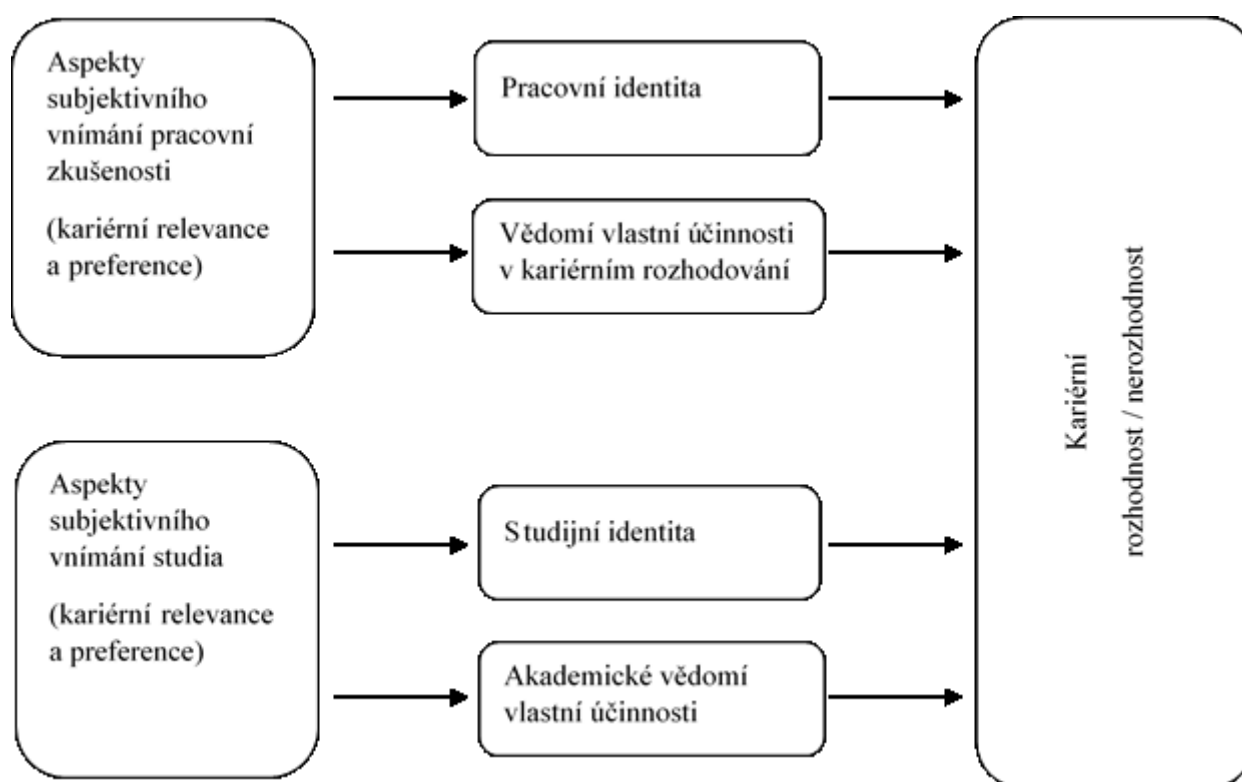 Aspekty
subjektivního
vnímání pracovní
zkušenosti
(kariérní relevance
a preference)
Pracovní identita
Vědomí vlastní účinnosti
v kariérním rozhodování
Aspekty
subjektivního
vnímání studia
(kariérní relevance
a preference)
Studijní identita
Akademické vědomí
vlastní účinnosti
Kariérní
rozhodnost / nerozhodnost